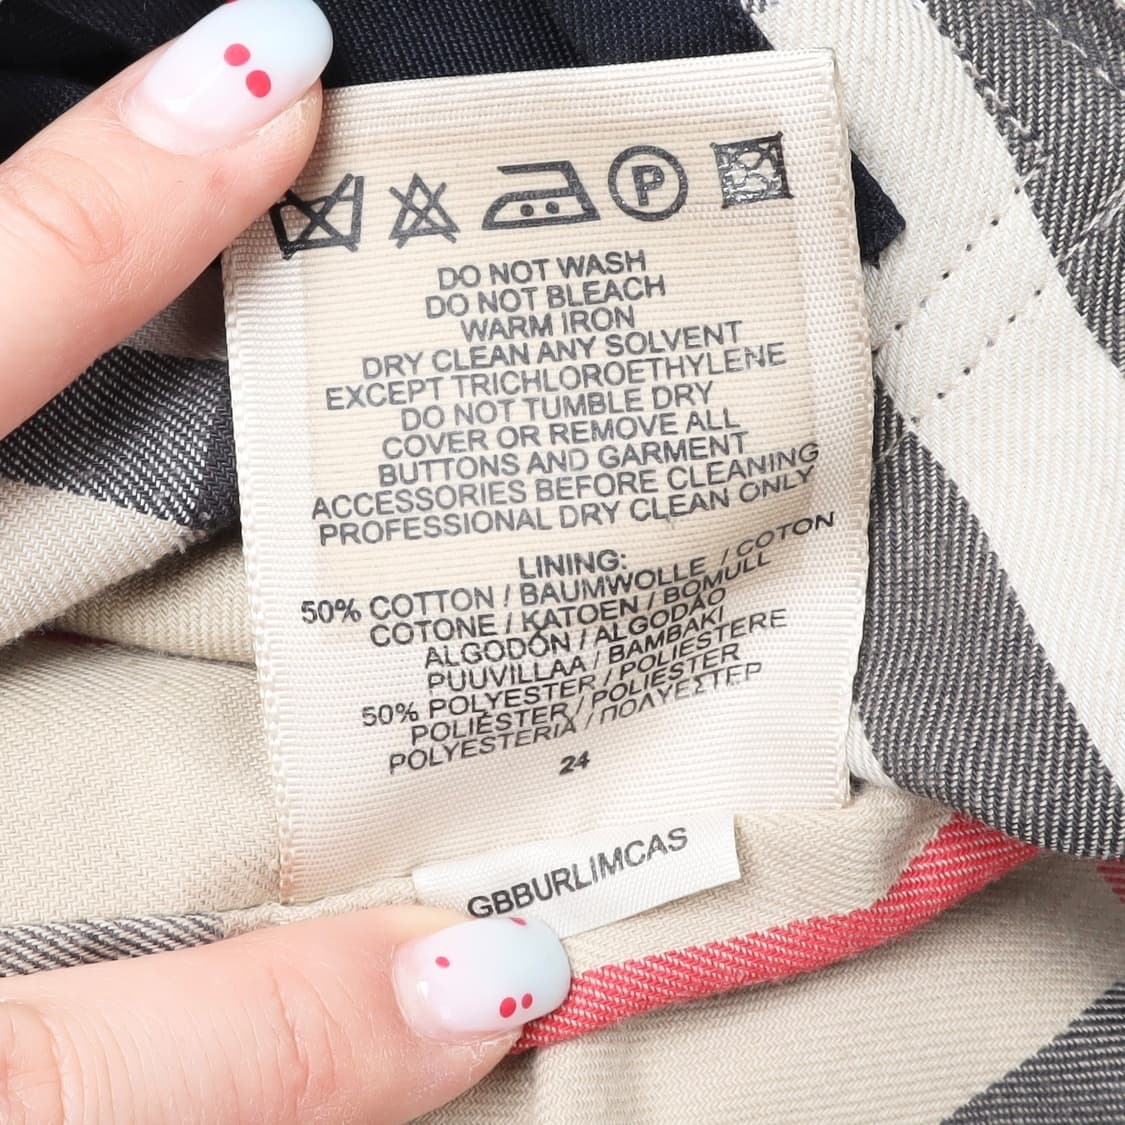 P
DO NOT WASH
DO NOT BLEACH
WARM IRON
DRY CLEAN ANY SOLVENT
EXCEPT TRICHLOROETHYLENE
DO NOT TUMBLE DRY
COVER OR REMOVE ALL
BUTTONS AND GARMENT
ACCESSORIES BEFORE CLEANING
PROFESSIONAL DRY CLEAN ONLY
LINING:
50% COTTON / BAUMWOLLE / COTON
COTONE / KATOEN / BOMULL
ALGODÓN / ALGODÃO
PUUVILLAA / BAMBAKI
50% POLYESTER / POLIESTERE
POLIÉSTER / POLIÉSTER
POLYESTERIA / ΠΟΛΥΕΣΤΕΡ
24
GBBURLIMCAS